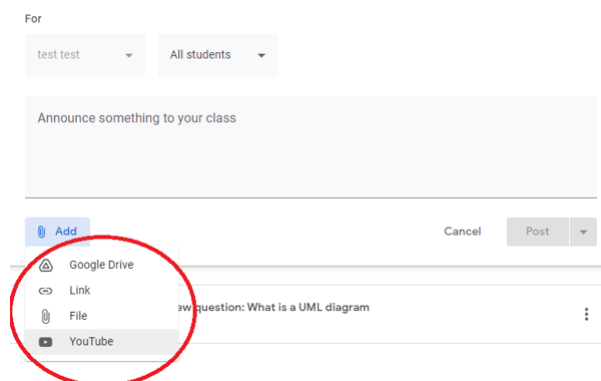 For
test test All students
Announce something to your class
Add Cancel Post
Google Drive
Link
ew question: What is a UML diagram
File
YouTube